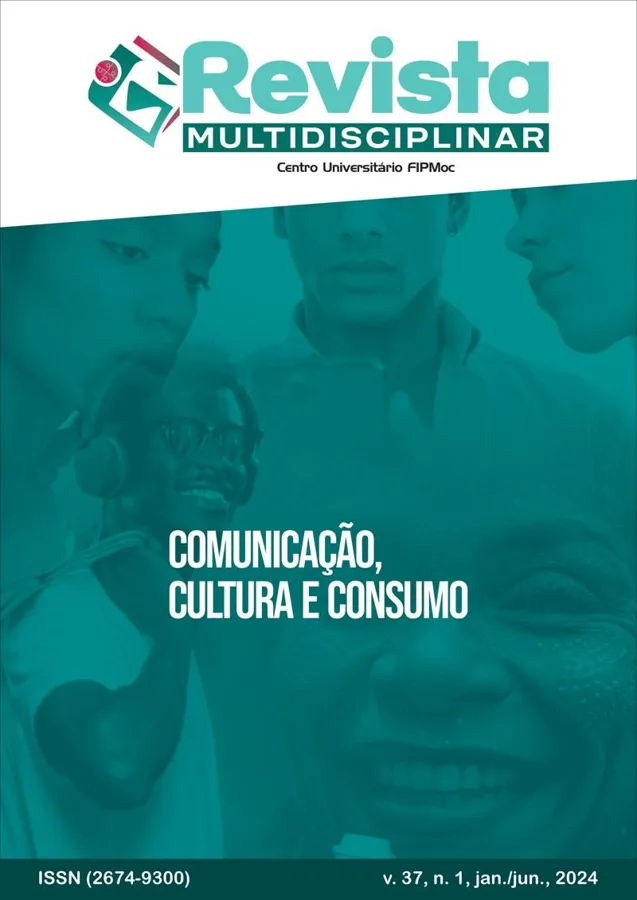 Revista
MULTIDISCIPLINAR
Centro Universitário FIPMoc
COMUNICAÇÃO,
CULTURA E CONSUMO
ISSN (2674-9300)
v. 37, n. 1, jan./jun., 2024